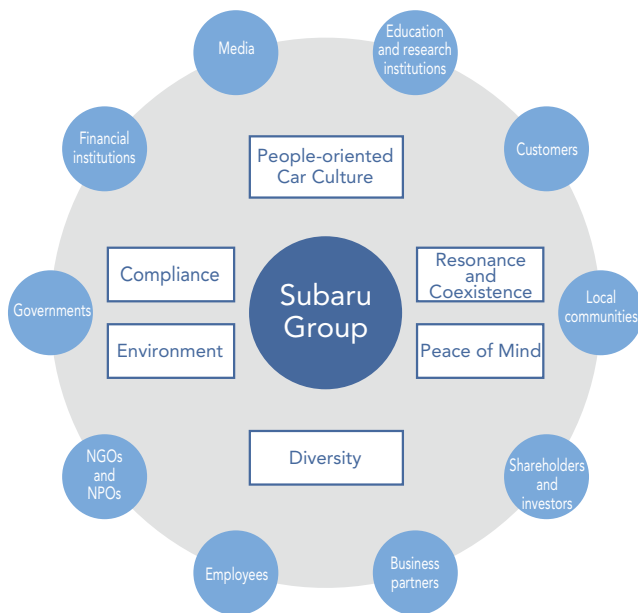 Education
and research
institutions
Media
Financial
institutions
Customers
People-oriented
Car Culture
Compliance
Resonance
and
Coexistence
Subaru
Group
Governments
Local
communities
Environment
Peace of Mind
Diversity
NGOs
and
NPOs
Shareholders
and
investors
Employees
Business
partners